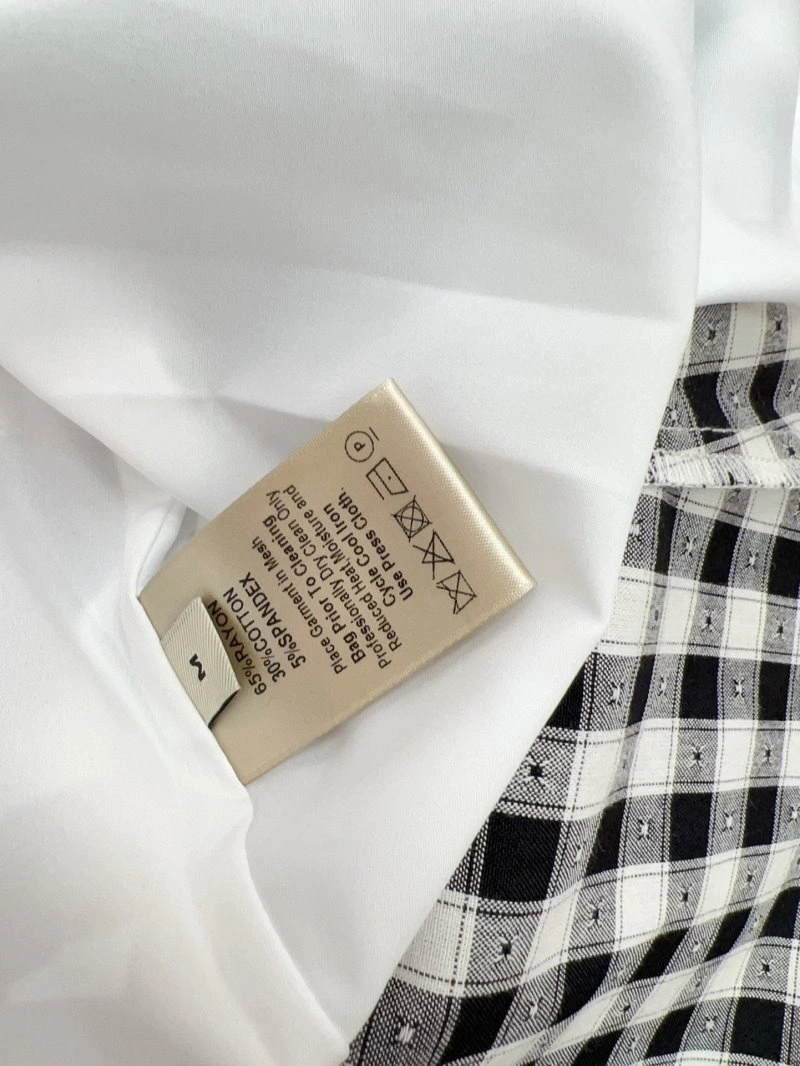 M
65%RAYON
30%COTTON
5%SPANDEX
Place Garment In Mesh
Bag Prior To Cleaning
Professionally Dry Clean Only
Reduced Heat,Moisture and
Cycle Cool Iron
Use Press Cloth.
P